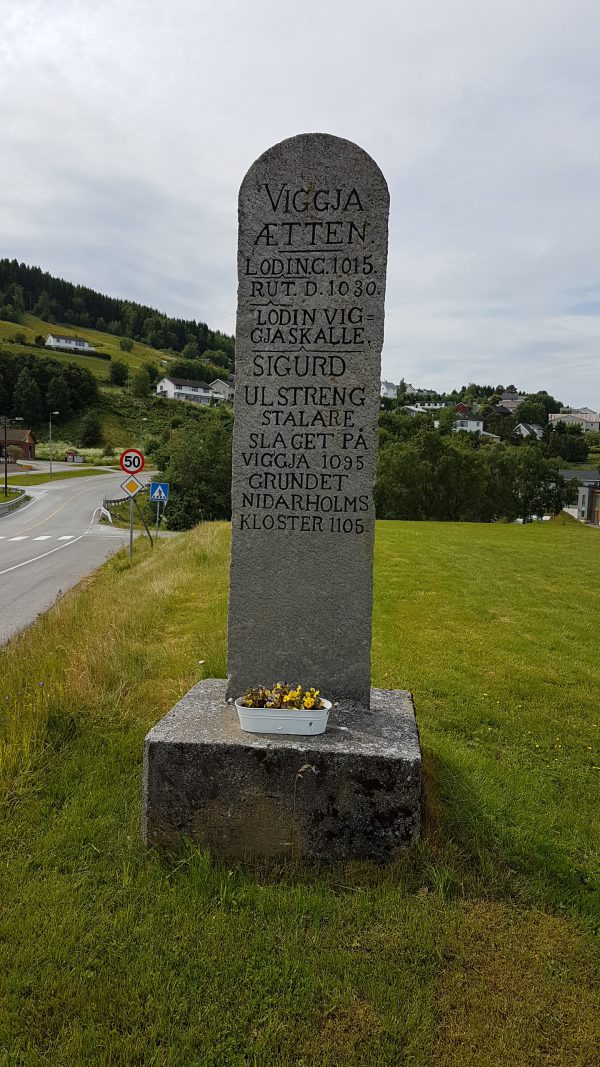 VIGGJA
ÆTTEN.
LODIN.C.1015.
RUT. D. 1030.
LODIN VIG=
GJASKALLE.
SIGURD
ULSTRENG
STALARE.
SLAGET PÅ
VIGGJA 1095
GRUNDET
NIDARHOLMS
KLOSTER 1105
50